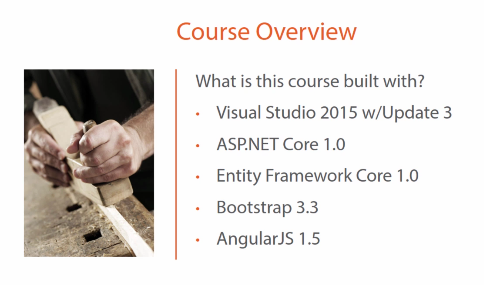 Course Overview
What is this course built with?
• Visual Studio 2015 w/Update 3
• ASP.NET Core 1.0
• Entity Framework Core 1.0
• Bootstrap 3.3
• AngularJS 1.5